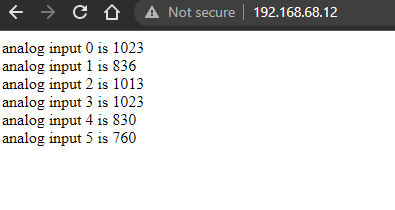 Not secure | 192.168.68.12
analog input 0 is 1023
analog input 1 is 836
analog input 2 is 1013
analog input 3 is 1023
analog input 4 is 830
analog input 5 is 760